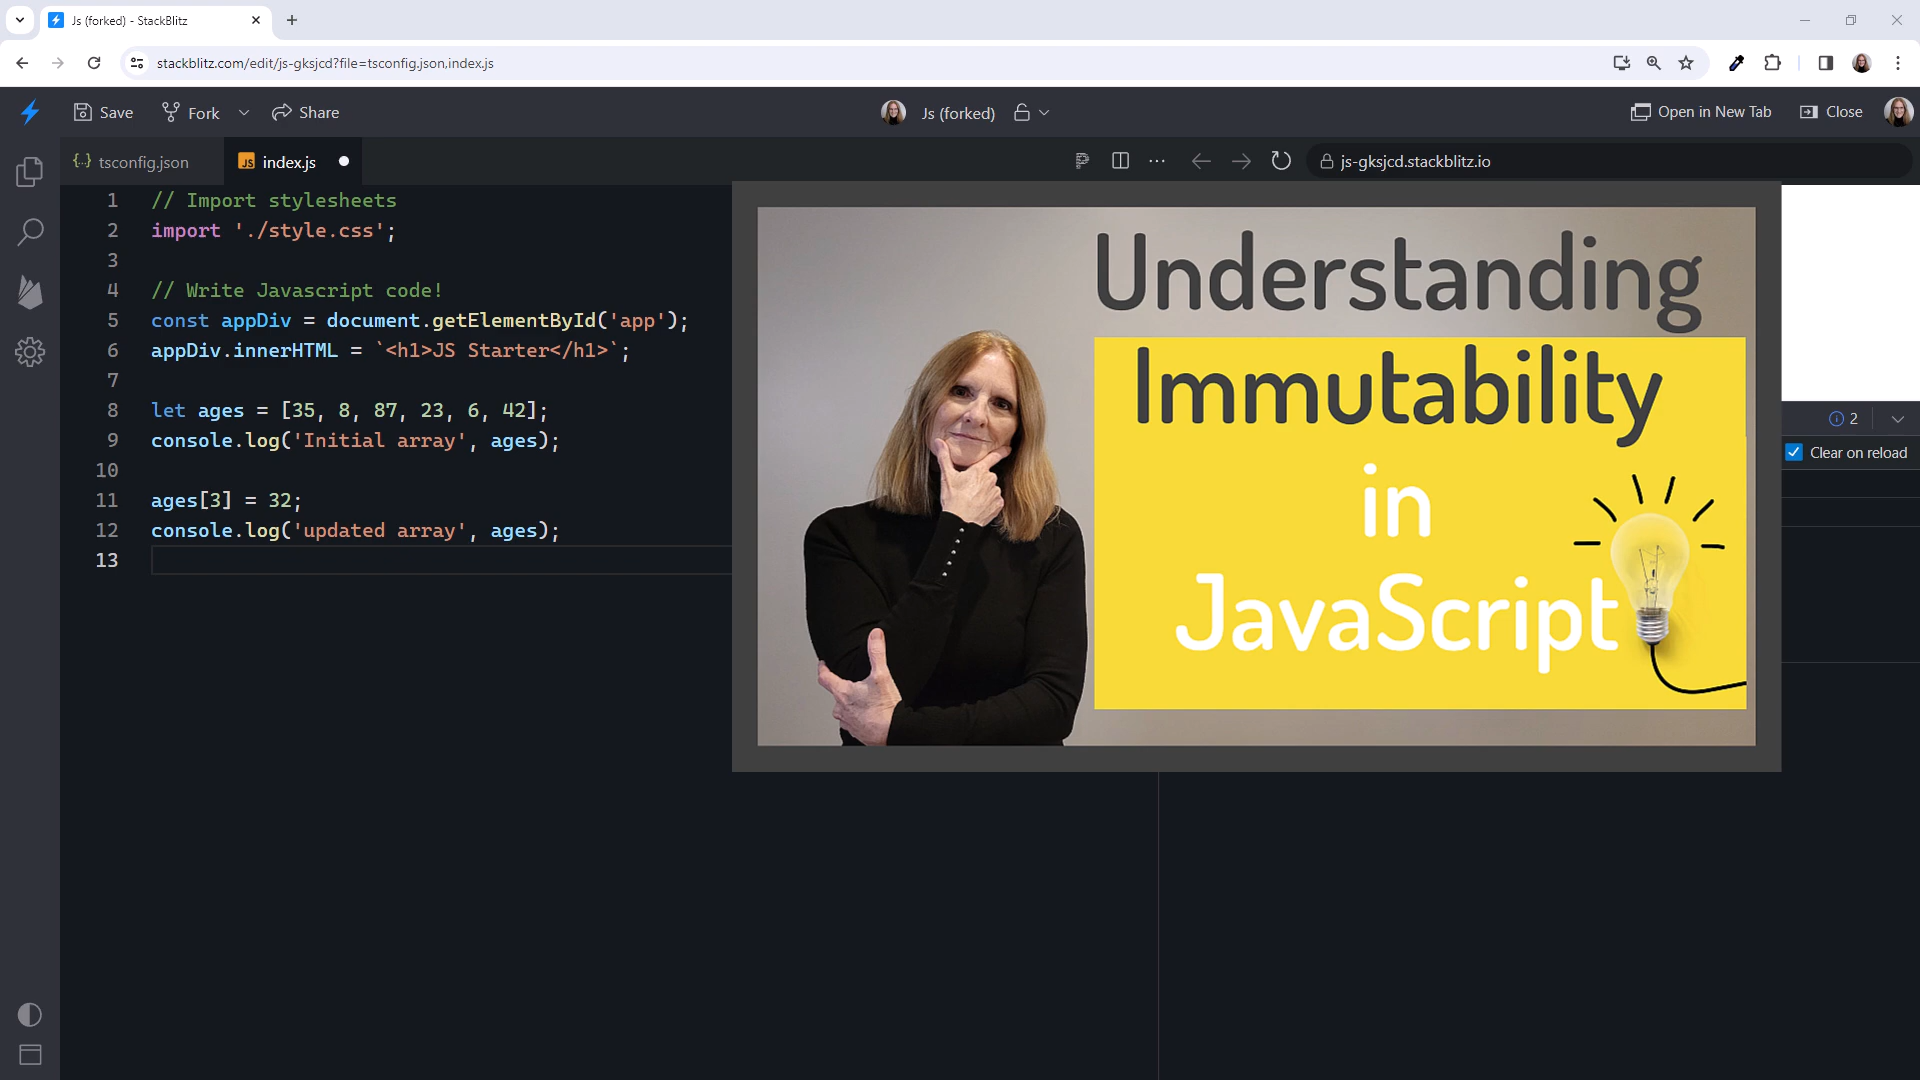 Js (forked) - StackBlitz
stackblitz.com/edit/js-gksjcd?file=tsconfig.json,index.js
Save
Fork
Share
Js (forked)
Open in New Tab
Close
{..} tsconfig.json
JS index.js
js-gksjcd.stackblitz.io
1 // Import stylesheets
2 import './style.css';
3
4 // Write Javascript code!
5 const appDiv = document.getElementById('app');
6 appDiv.innerHTML = `<h1>JS Starter</h1>`;
7
8 let ages = [35, 8, 87, 23, 6, 42];
9 console.log('Initial array', ages);
10
11 ages[3] = 32;
12 console.log('updated array', ages);
13
Understanding
Immutability
in
JavaScript
2
Clear on reload